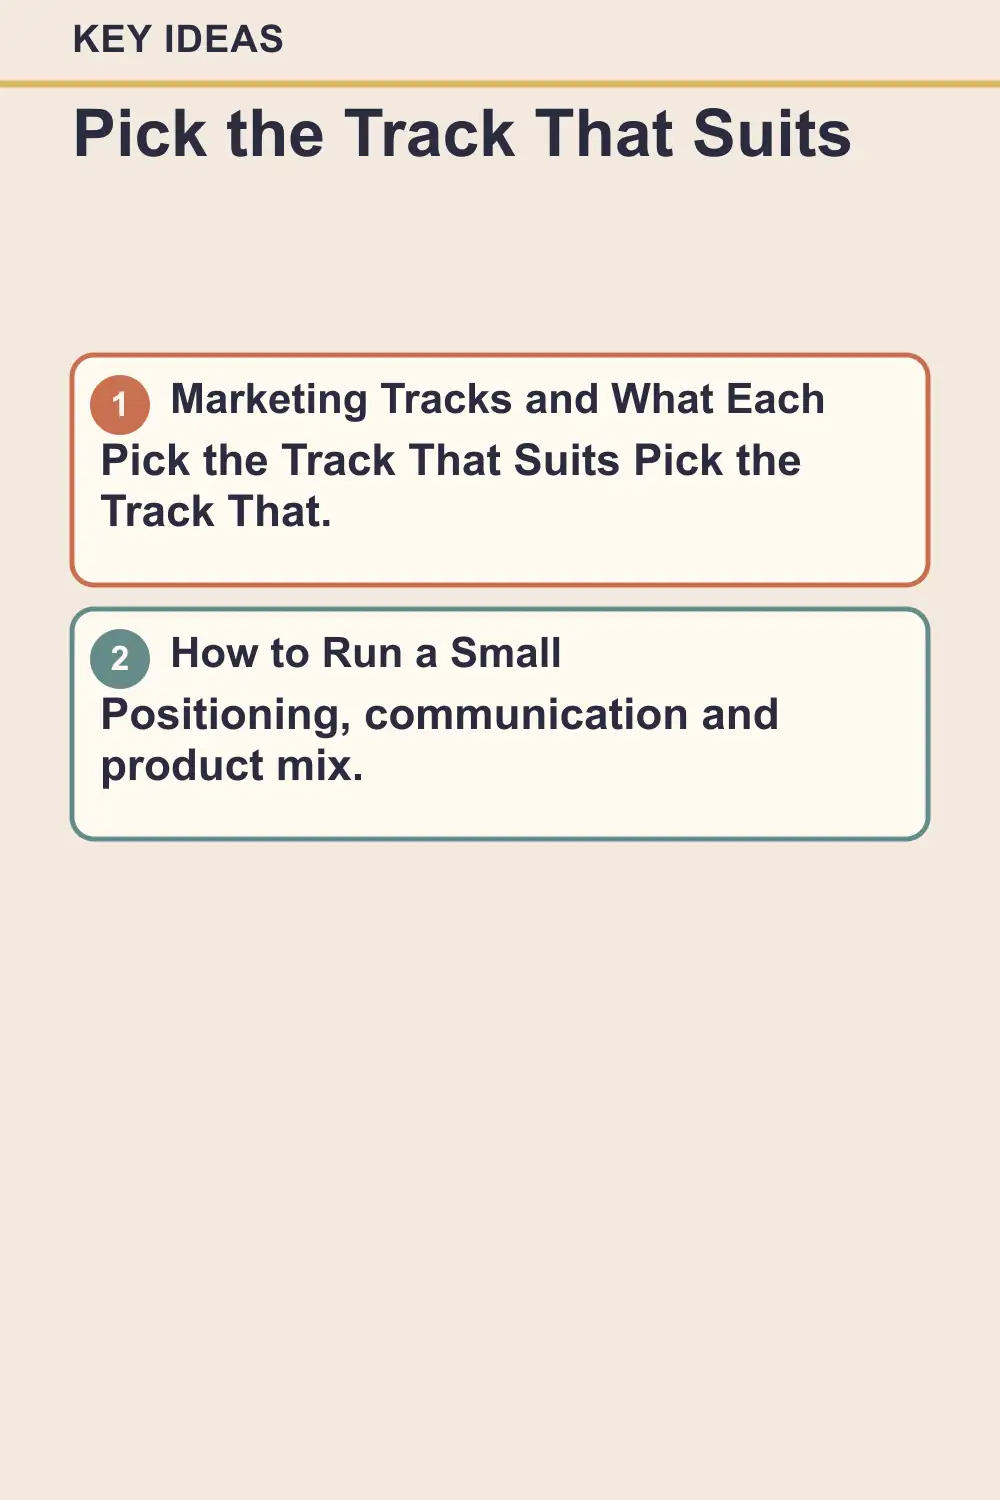 KEY IDEAS
Pick the Track That Suits
1 Marketing Tracks and What Each
Pick the Track That Suits Pick the
Track That.
2 How to Run a Small
Positioning, communication and
product mix.